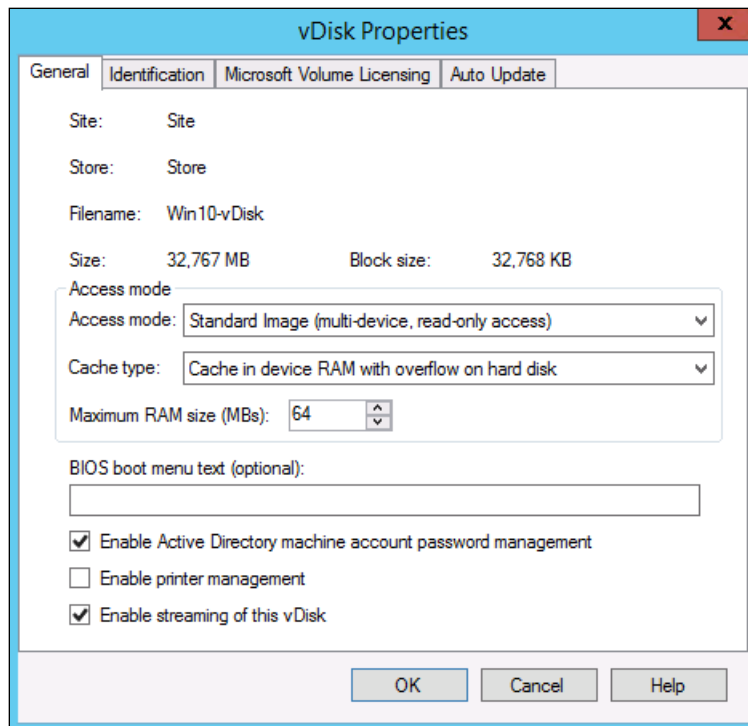 vDisk Properties
x
General Identification Microsoft Volume Licensing Auto Update
Site: Site
Store: Store
Filename: Win10-vDisk
Size: 32,767 MB Block size: 32,768 KB
Access mode
Access mode: Standard Image (multi-device, read-only access)
Cache type: Cache in device RAM with overflow on hard disk
Maximum RAM size (MBs): 64
BIOS boot menu text (optional):
Enable Active Directory machine account password management
Enable printer management
Enable streaming of this vDisk
OK Cancel Help